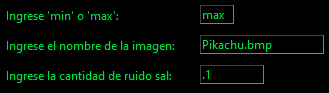 Ingrese 'min' o 'max': max
Ingrese el nombre de la imagen: Pikachu.bmp
Ingrese la cantidad de ruido sal: .1